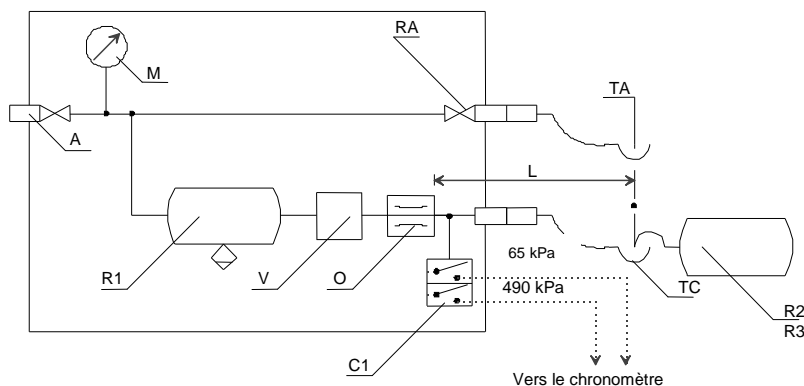 RA
TA
M
A
L
R1
V
O
65 kPa
490 kPa
TC
R2
R3
C1
Vers le chronomètre